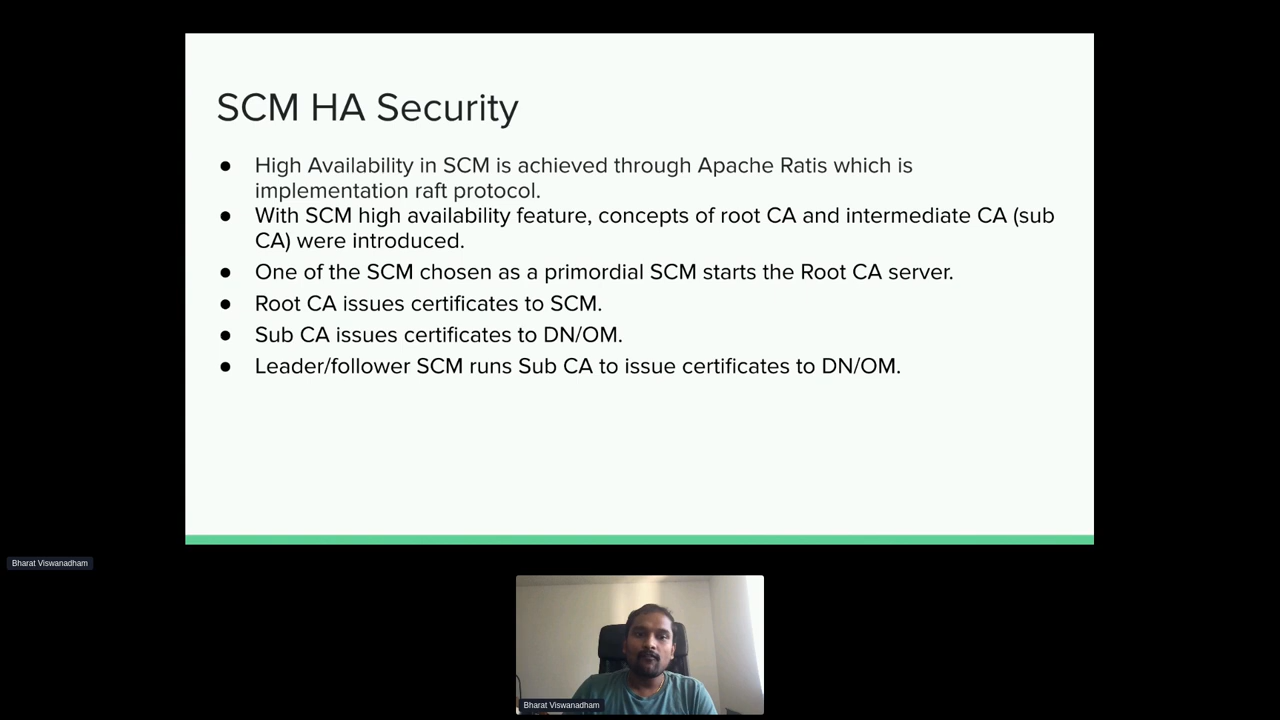 SCM HA Security
● High Availability in SCM is achieved through Apache Ratis which is
implementation raft protocol.
● With SCM high availability feature, concepts of root CA and intermediate CA (sub
CA) were introduced.
● One of the SCM chosen as a primordial SCM starts the Root CA server.
● Root CA issues certificates to SCM.
● Sub CA issues certificates to DN/OM.
● Leader/follower SCM runs Sub CA to issue certificates to DN/OM.
Bharat Viswanadham
Bharat Viswanadham